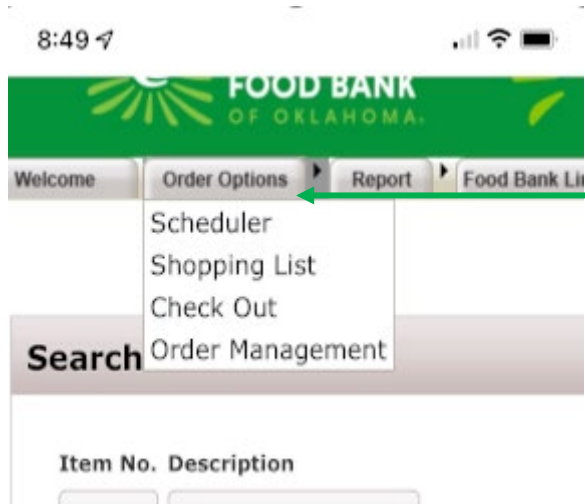 8:49
FOOD BANK
OF OKLAHOMA.
Welcome Order Options Report Food Bank
Scheduler
Shopping List
Check Out
Order Management
Search
Item No. Description